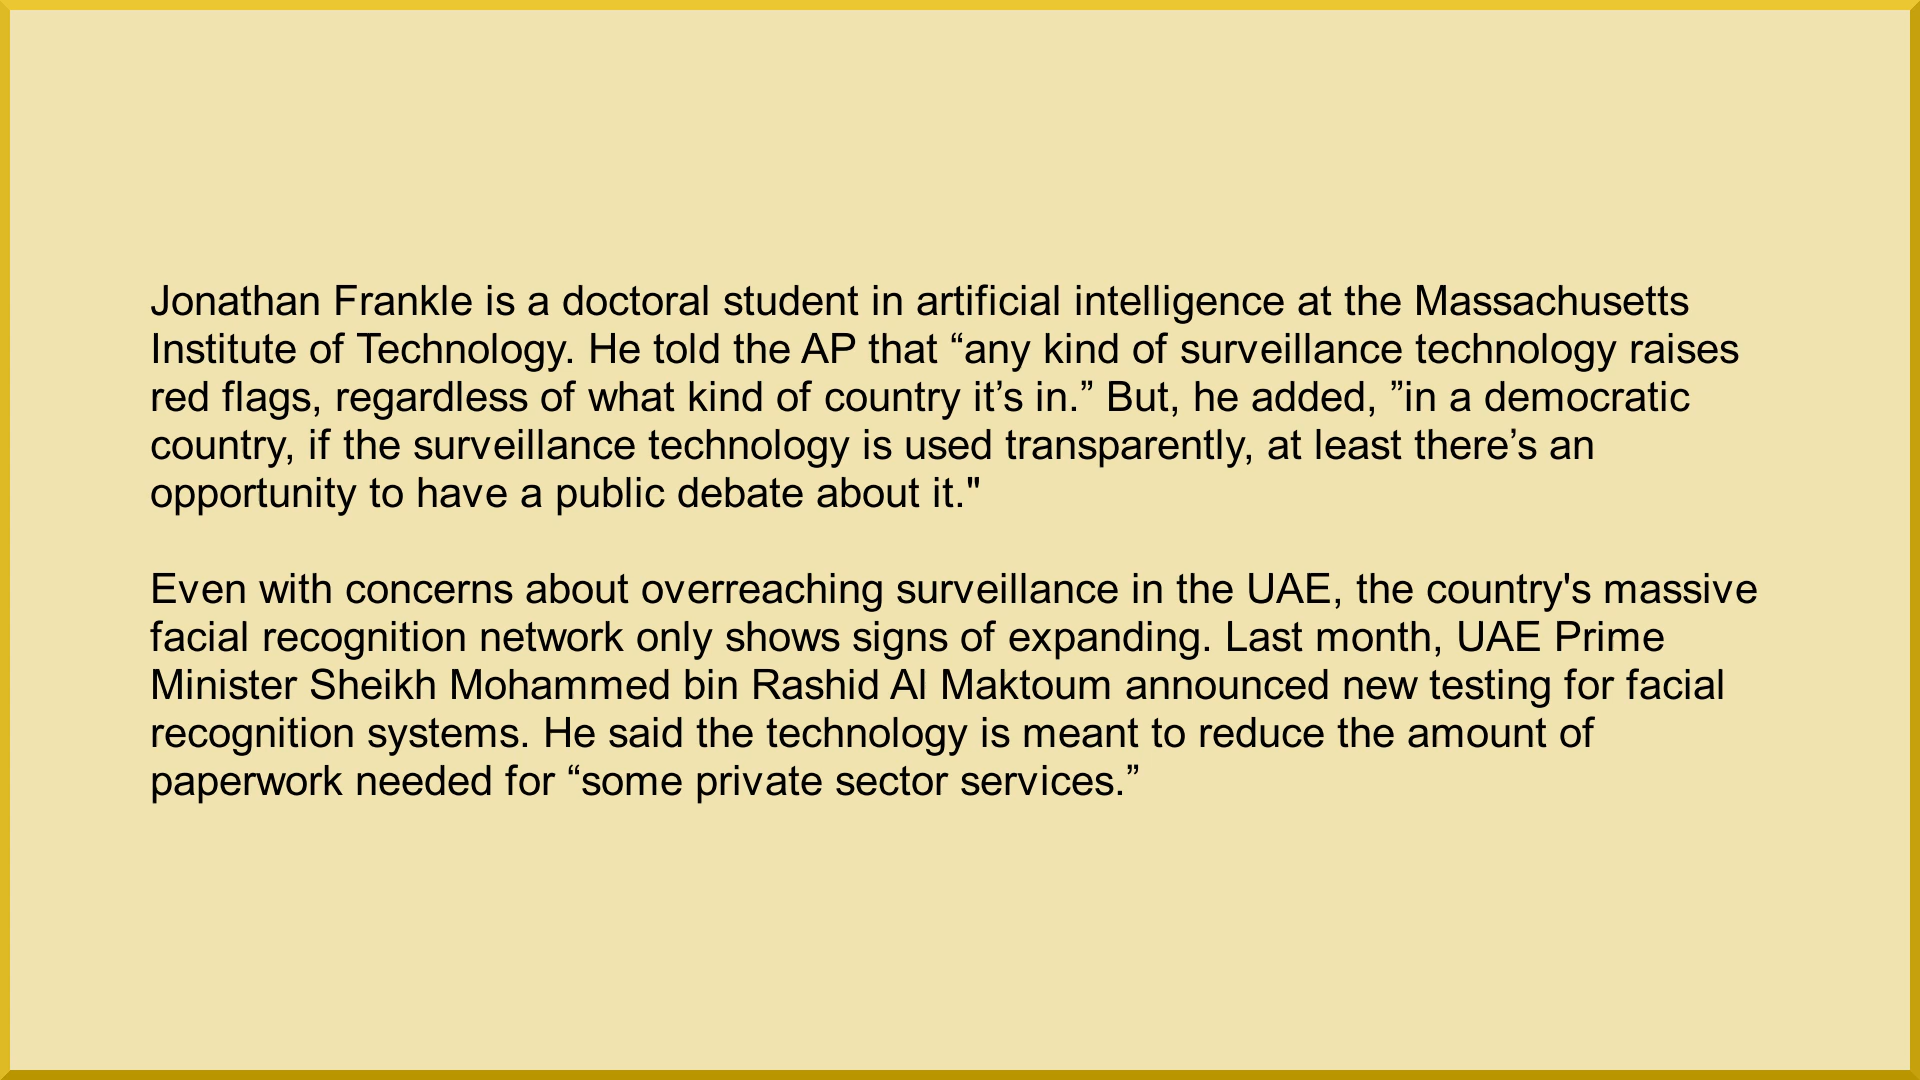 Jonathan Frankle is a doctoral student in artificial intelligence at the Massachusetts
Institute of Technology. He told the AP that “any kind of surveillance technology raises
red flags, regardless of what kind of country it’s in.” But, he added, ”in a democratic
country, if the surveillance technology is used transparently, at least there’s an
opportunity to have a public debate about it."
Even with concerns about overreaching surveillance in the UAE, the country's massive
facial recognition network only shows signs of expanding. Last month, UAE Prime
Minister Sheikh Mohammed bin Rashid Al Maktoum announced new testing for facial
recognition systems. He said the technology is meant to reduce the amount of
paperwork needed for “some private sector services.”